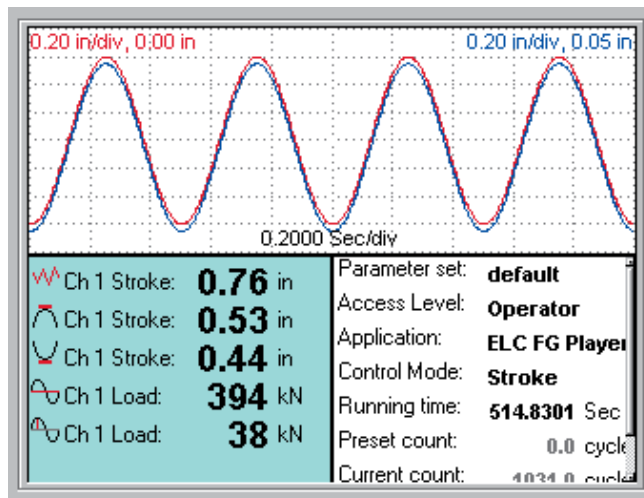 0.20 in/div, 0.00 in
0.20 in/div, 0.05 in
0.2000 Sec/div
Ch 1 Stroke: 0.76 in
Ch 1 Stroke: 0.53 in
Ch 1 Stroke: 0.44 in
Ch 1 Load: 394 kN
Ch 1 Load: 38 kN
Parameter set: default
Access Level: Operator
Application: ELC FG Player
Control Mode: Stroke
Running time: 514.8301 Sec
Preset count: 0.0 cycle
Current count: 1031.0 cycle